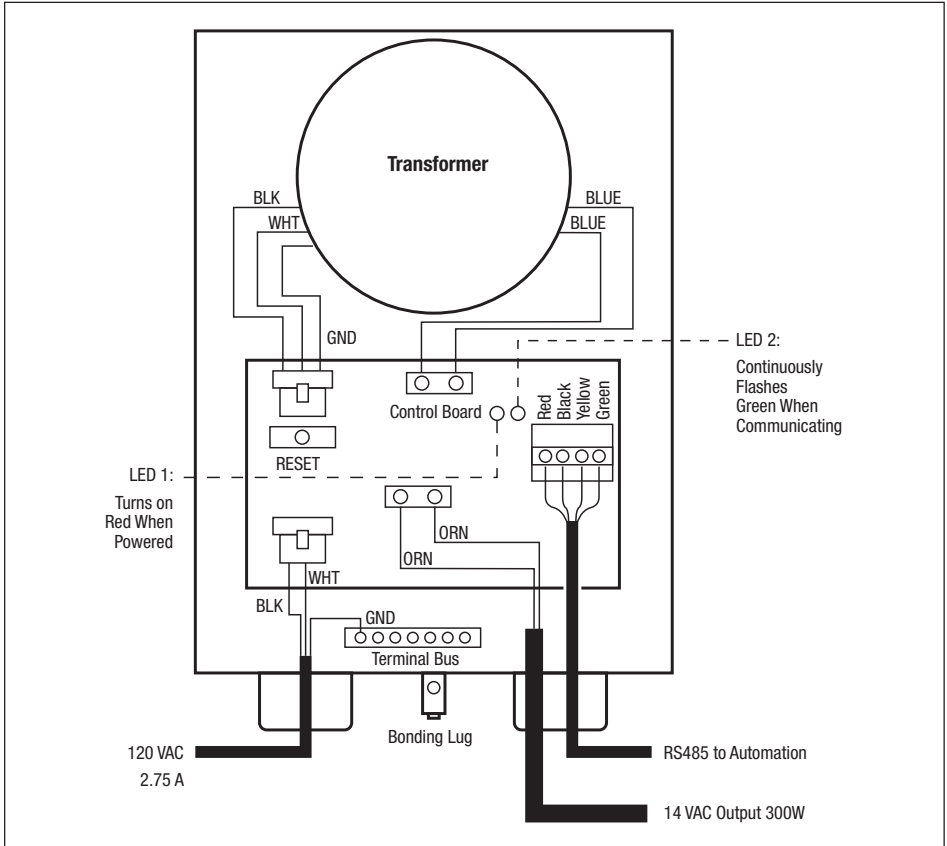 Transformer
BLK
WHT
GND
BLUE
BLUE
LED 2:
Continuously
Flashes
Green When
Communicating
Control Board
Red
Black
Yellow
Green
RESET
LED 1:
Turns on
Red When
Powered
ORN
ORN
WHT
BLK
GND
Terminal Bus
Bonding Lug
120 VAC
2.75 A
RS485 to Automation
14 VAC Output 300W